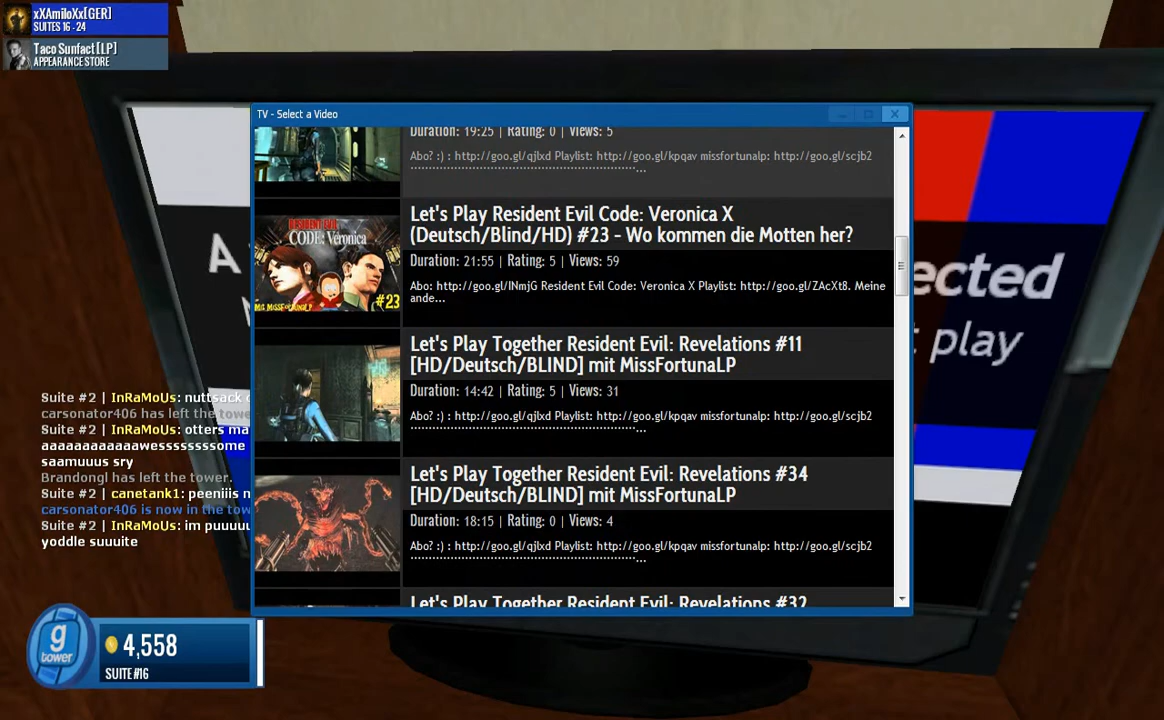 xXAmiloXx[GER]
SUITES 16 - 24
Taco Sunfact [LP]
APPEARANCE STORE
TV - Select a Video
Duration: 19:25 | Rating: 0 | Views: 5
Abo? :) : http://goo.gl/qjlxd Playlist: http://goo.gl/kpqav missfortunalp: http://goo.gl/scjb2
...
Let's Play Resident Evil Code: Veronica X
(Deutsch/Blind/HD) #23 - Wo kommen die Motten her?
Duration: 21:55 | Rating: 5 | Views: 59
Abo: http://goo.gl/INmjG Resident Evil Code: Veronica X Playlist: http://goo.gl/ZAcXt8. Meine
ande...
RESIDENT EVIL
CODE: Veronica
#23
Let's Play Together Resident Evil: Revelations #11
[HD/Deutsch/BLIND] mit MissFortunaLP
Duration: 14:42 | Rating: 5 | Views: 31
Abo? :) : http://goo.gl/qjlxd Playlist: http://goo.gl/kpqav missfortunalp: http://goo.gl/scjb2
...
Let's Play Together Resident Evil: Revelations #34
[HD/Deutsch/BLIND] mit MissFortunaLP
Duration: 18:15 | Rating: 0 | Views: 4
Abo? :) : http://goo.gl/qjlxd Playlist: http://goo.gl/kpqav missfortunalp: http://goo.gl/scjb2
...
Let's Play Together Resident Evil: Revelations #32
A
ected
play
Suite #2 | InRaMoUs: nuttsack
carsonator406 has left the towe
Suite #2 | InRaMoUs: otters ma
aaaaaaaaaaaawesssssssome
saamuuus sry
Brandongl has left the tower.
Suite #2 | canetank1: peeniiis n
carsonator406 is now in the tow
Suite #2 | InRaMoUs: im puuuuu
yoddle suuuite
g
tower
4,558
SUITE #16